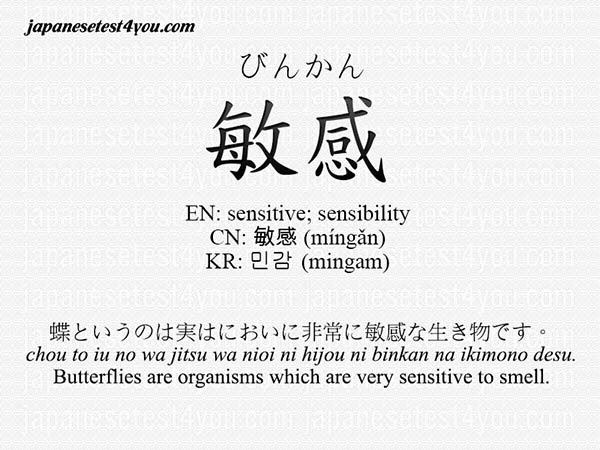 japanesetest4you.com
びんかん
敏感
EN: sensitive; sensibility
CN: 敏感 (mínggǎn)
KR: 민감 (mingam)
蝶というのは実はにおいに非常に敏感な生き物です。
chou to iu no wa jitsu wa nioi ni hijou ni binkan na ikimono desu.
Butterflies are organisms which are very sensitive to smell.